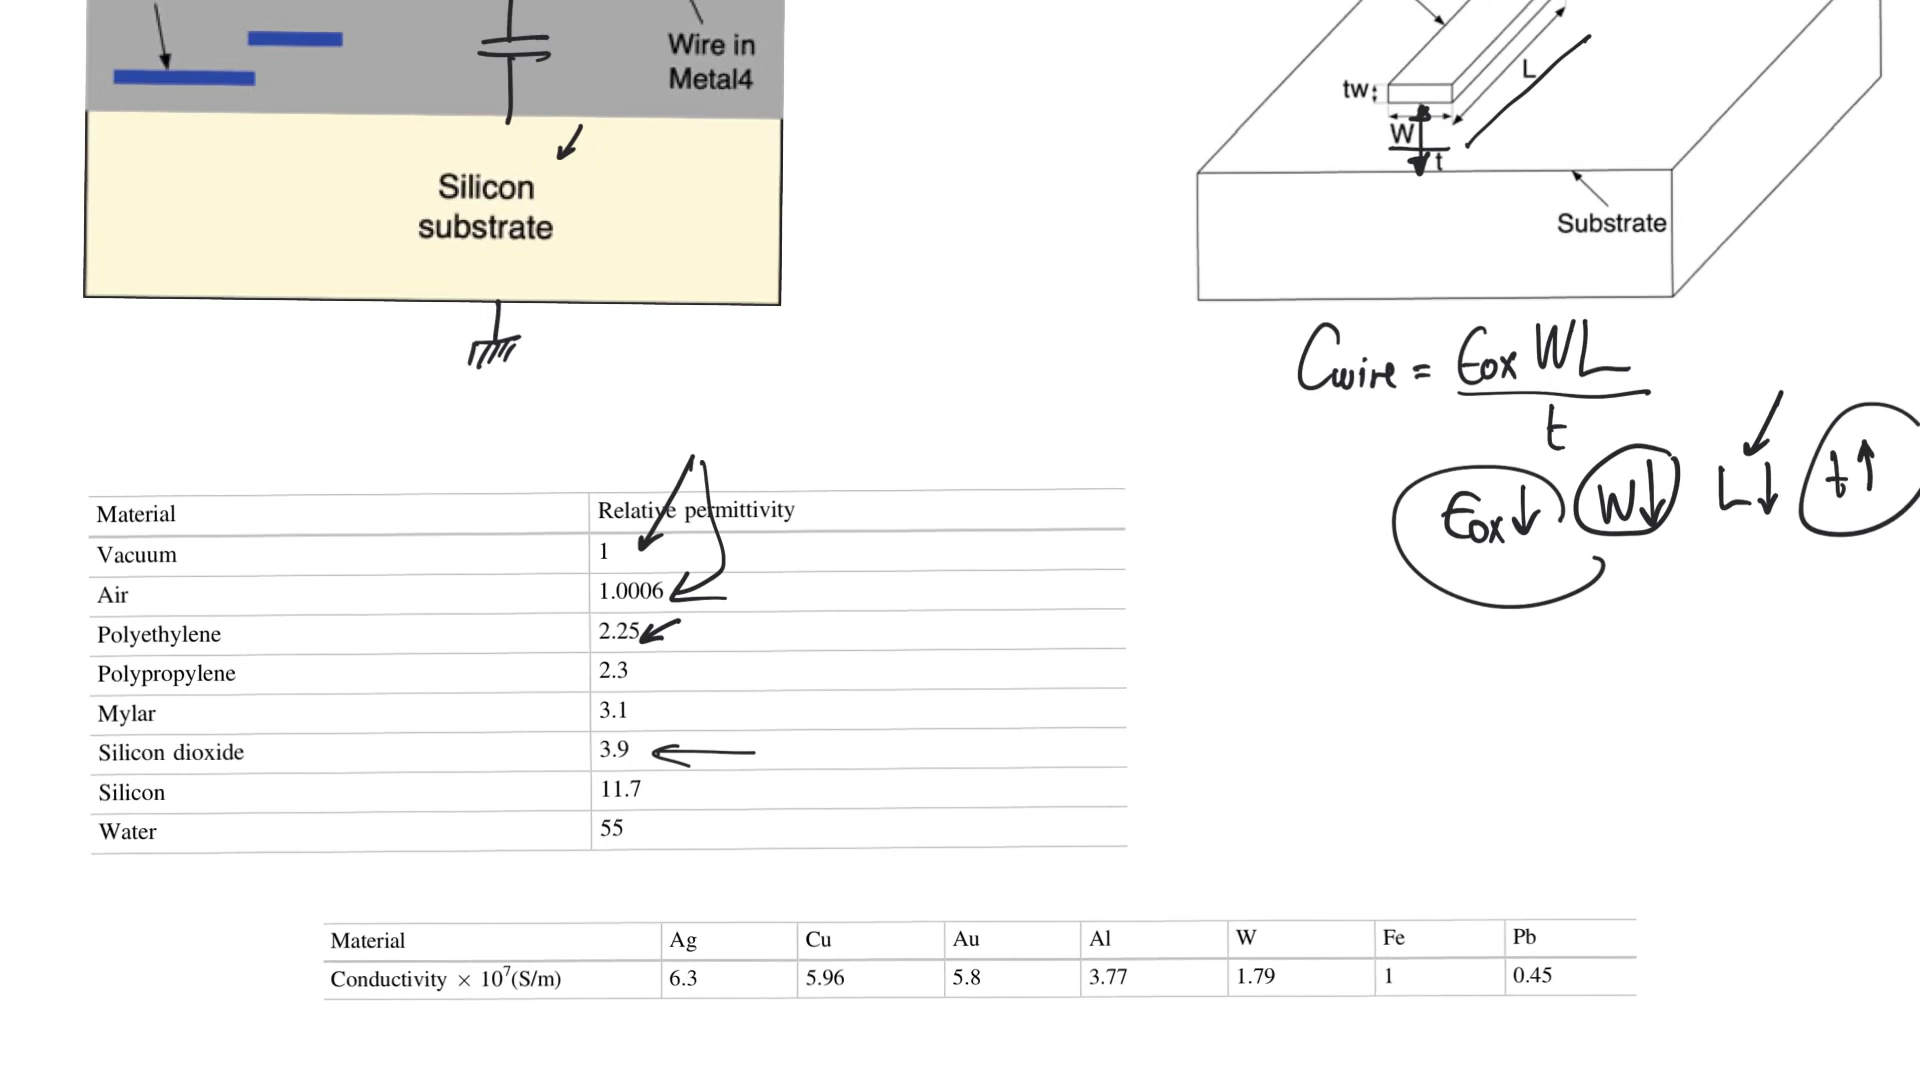 Wire in
Metal4
Silicon
substrate
tw
L
W
t
Substrate
Cwire = Eox WL
t
Eox↓ W↓ L↓ t↑
Material Relative permittivity
Vacuum 1
Air 1.0006
Polyethylene 2.25
Polypropylene 2.3
Mylar 3.1
Silicon dioxide 3.9
Silicon 11.7
Water 55
Material Ag Cu Au Al W Fe Pb
Conductivity × 10⁷(S/m) 6.3 5.96 5.8 3.77 1.79 1 0.45